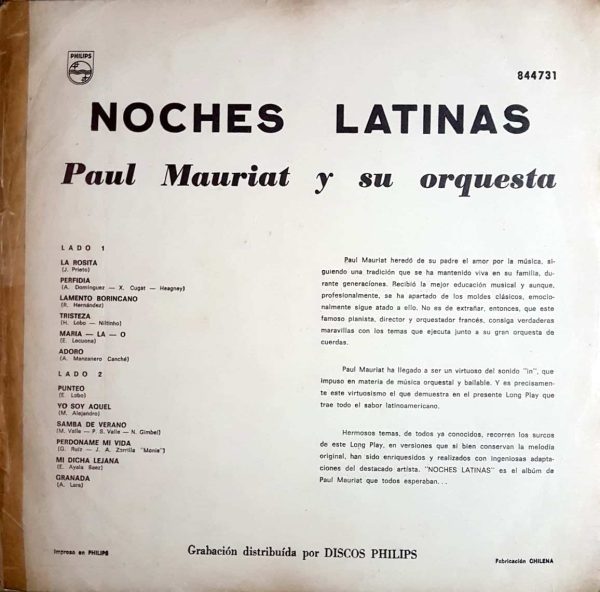 PHILIPS
844731
NOCHES LATINAS
Paul Mauriat y su orquesta
LADO 1
LA ROSITA
(J. Prieto)
PERFIDIA
(A. Domínguez — X. Cugat — Heagney)
LAMENTO BORINCANO
(R. Hernández)
TRISTEZA
(H. Lobo — Niltinho)
MARIA — LA — O
(E. Lecuona)
ADORO
(A. Manzanero Canché)
LADO 2
PUNTEO
(E. Lobo)
YO SOY AQUEL
(M. Alejandro)
SAMBA DE VERANO
(M. Valle — P. S. Valle — N. Gimbel)
PERDONAME MI VIDA
(G. Ruiz — J. A. Zorrilla "Monis")
MI DICHA LEJANA
(E. Ayala Baez)
GRANADA
(A. Lara)
Paul Mauriat heredó de su padre el amor por la música, si-
guiendo una tradición que se ha mantenido viva en su familia, du-
rante generaciones. Recibió la mejor educación musical y aunque,
profesionalmente, se ha apartado de los moldes clásicos, emocio-
nalmente sigue atado a ello. No es de extrañar, entonces, que este
famoso pianista, director y orquestador francés, consiga verdaderas
maravillas con los temas que ejecuta junto a su gran orquesta de
cuerdas.
Paul Mauriat ha llegado a ser un virtuoso del sonido "in", que
impuso en materia de música orquestal y bailable. Y es precisamen-
te este virtuosismo el que demuestra en el presente Long Play que
trae todo el sabor latinoamericano.
Hermosos temas, de todos ya conocidos, recorren los surcos
de este Long Play, en versiones que si bien conservan la melodía
original, han sido enriquesidos y realizados con ingeniosas adapta-
ciones del destacado artista. "NOCHES LATINAS" es el albúm de
Paul Mauriat que todos esperaban...
Impreso en PHILIPS
Grabación distribuída por DISCOS PHILIPS
Fabricación CHILENA